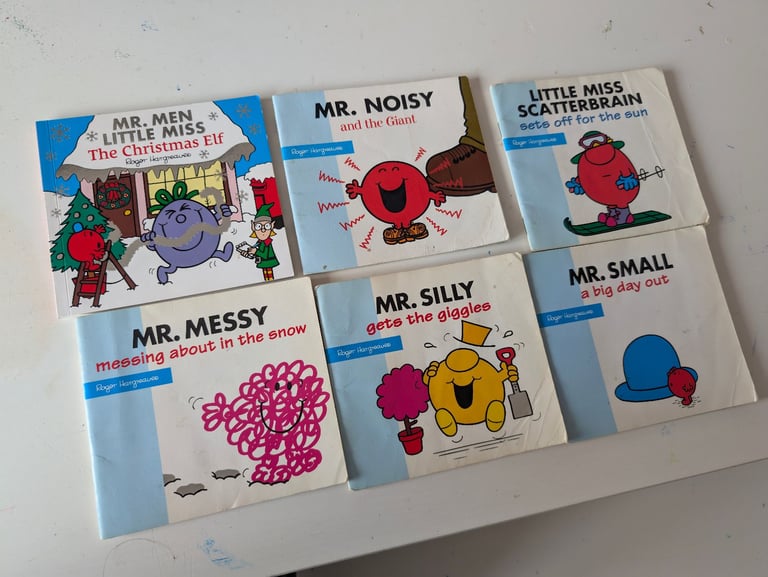 MR. MEN
LITTLE MISS
The Christmas Elf
Roger Hargreaves
MR. NOISY
and the Giant
Roger Hargreaves
LITTLE MISS
SCATTERBRAIN
sets off for the sun
Roger Hargreaves
MR. MESSY
messing about in the snow
Roger Hargreaves
MR. SILLY
gets the giggles
Roger Hargreaves
MR. SMALL
a big day out
Roger Hargreaves